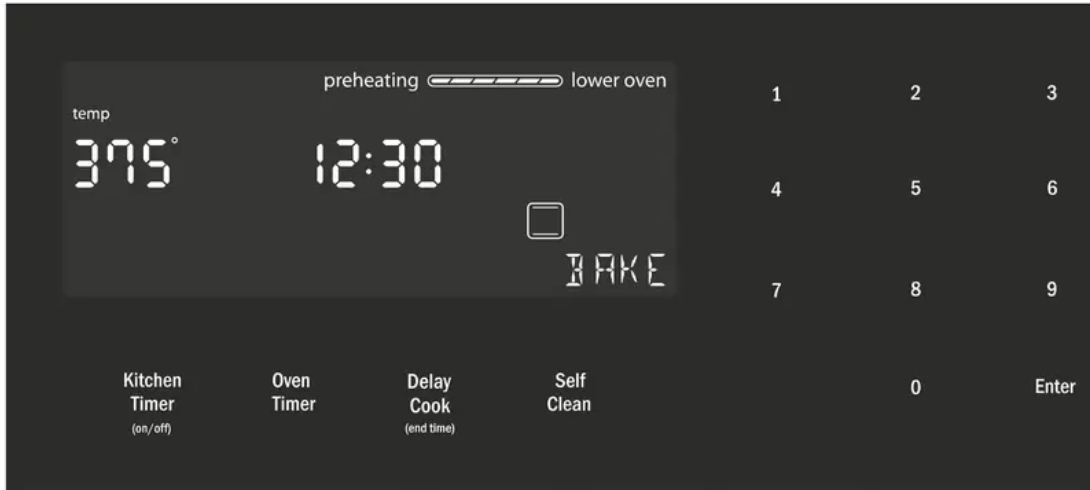 preheating lower oven
temp
375° 12:30
BAKE
1 2 3
4 5 6
7 8 9
0 Enter
Kitchen Timer (on/off)
Oven Timer
Delay Cook (end time)
Self Clean